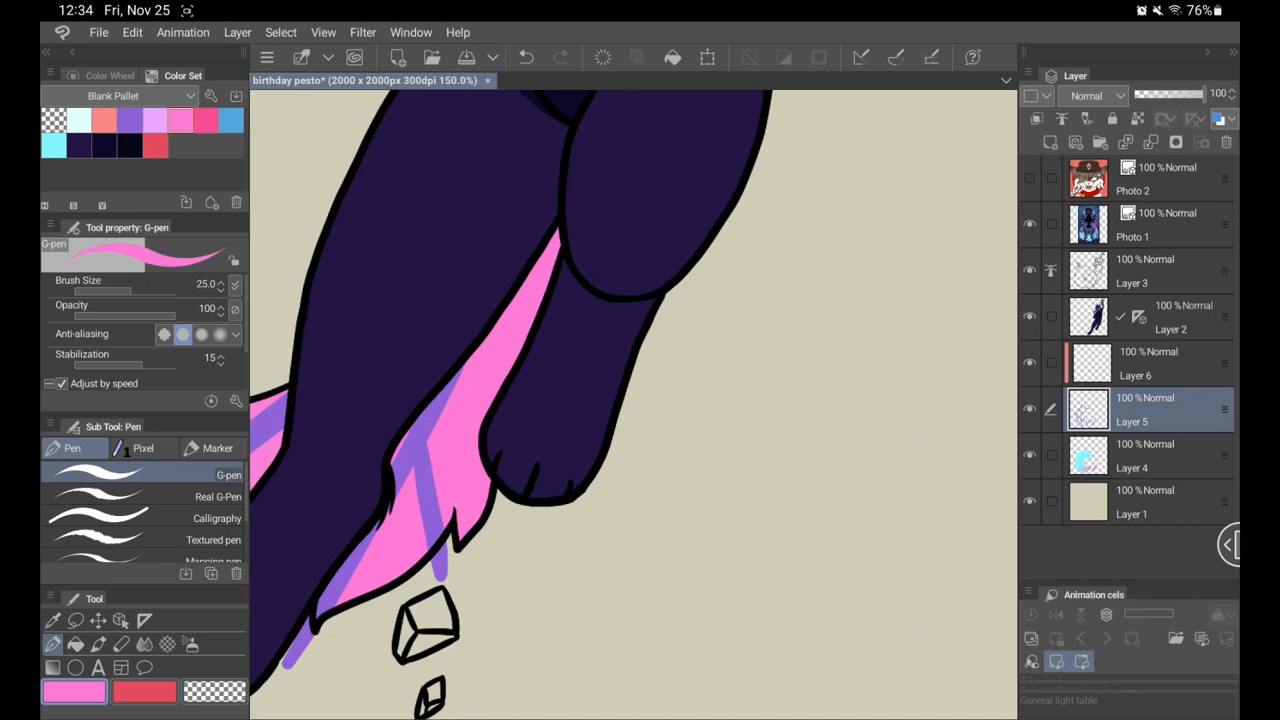 12:34 Fri, Nov 25
76%
File Edit Animation Layer Select View Filter Window Help
Color Wheel Color Set
Blank Pallet
H S V
Tool property: G-pen
G-pen
Brush Size 25.0
Opacity 100
Anti-aliasing
Stabilization 15
Adjust by speed
Sub Tool: Pen
Pen Pixel Marker
G-pen
Real G-Pen
Calligraphy
Textured pen
Mapping pen
Tool
birthday pesto* (2000 x 2000px 300dpi 150.0%)
Layer
Normal 100
100 %Normal
Photo 2
100 %Normal
Photo 1
100 %Normal
Layer 3
100 %Normal
Layer 2
100 %Normal
Layer 6
100 %Normal
Layer 5
100 %Normal
Layer 4
100 %Normal
Layer 1
Animation cels
General light table